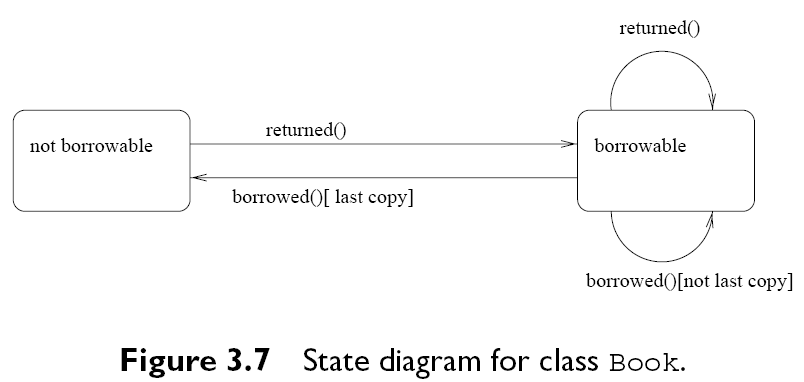 returned()
not borrowable
returned()
borrowable
borrowed()[ last copy]
borrowed()[not last copy]
Figure 3.7 State diagram for class Book.